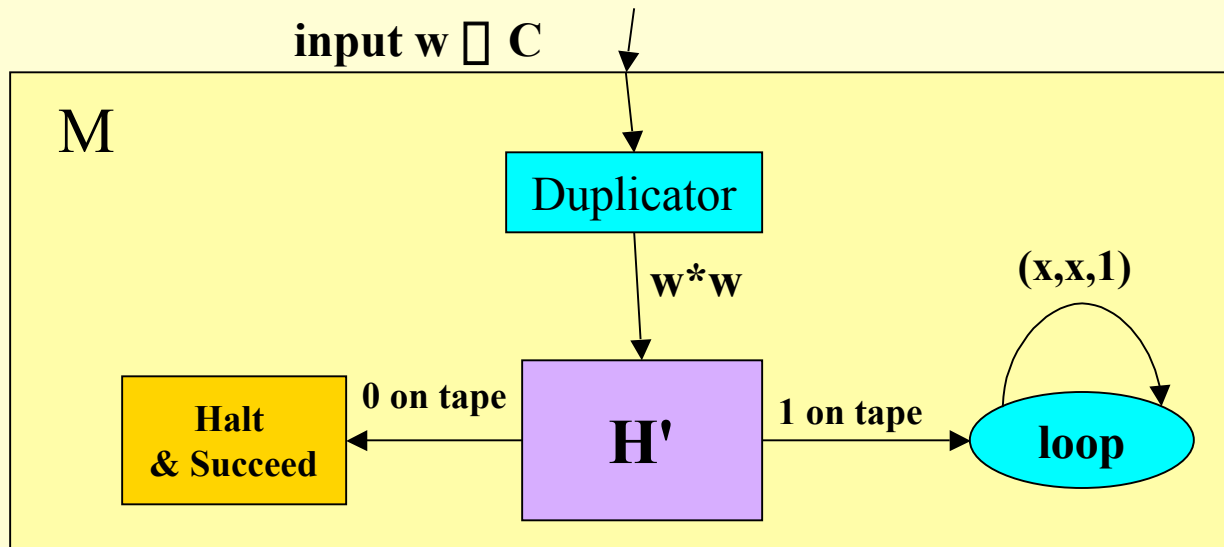 input w ▯ C
M
Duplicator
w*w
(x,x,1)
0 on tape
1 on tape
Halt
& Succeed
H'
loop